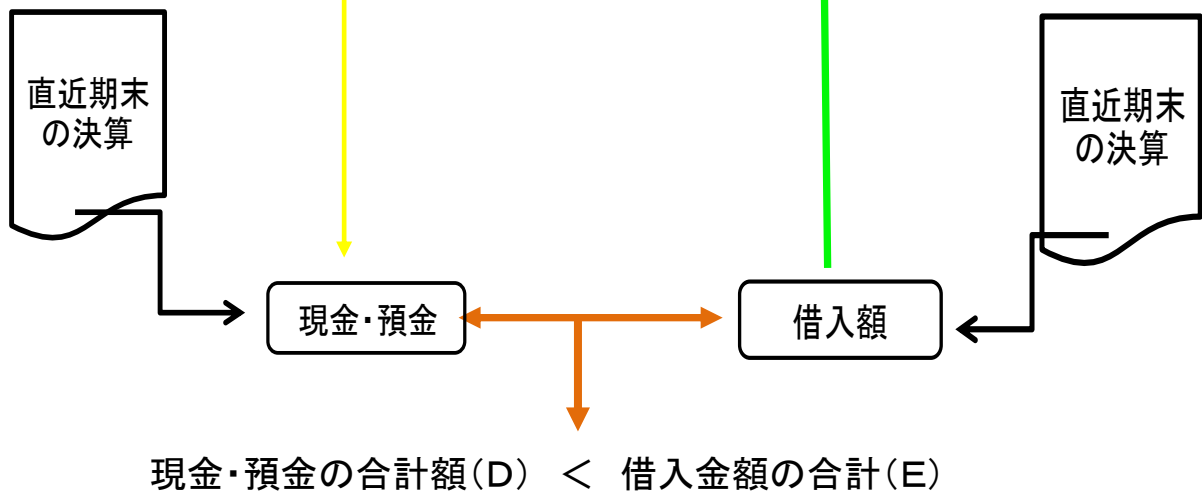 直近期末
の決算
直近期末
の決算
現金・預金
借入額
現金・預金の合計額(D) < 借入金額の合計(E)